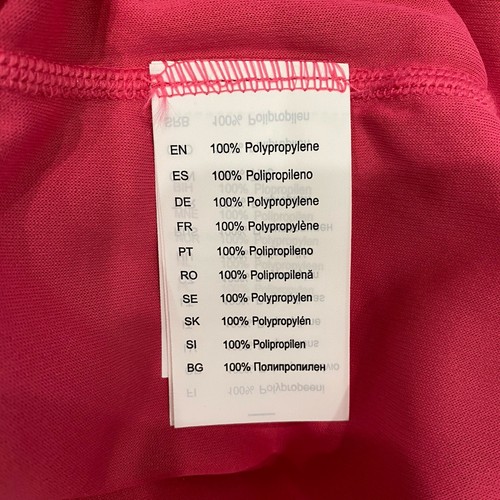 EN 100% Polypropylene
ES 100% Polipropileno
DE 100% Polypropylene
FR 100% Polypropylène
PT 100% Polipropileno
RO 100% Polipropilenă
SE 100% Polypropylen
SK 100% Polypropylén
SI 100% Polipropilen
BG 100% Полипропилен